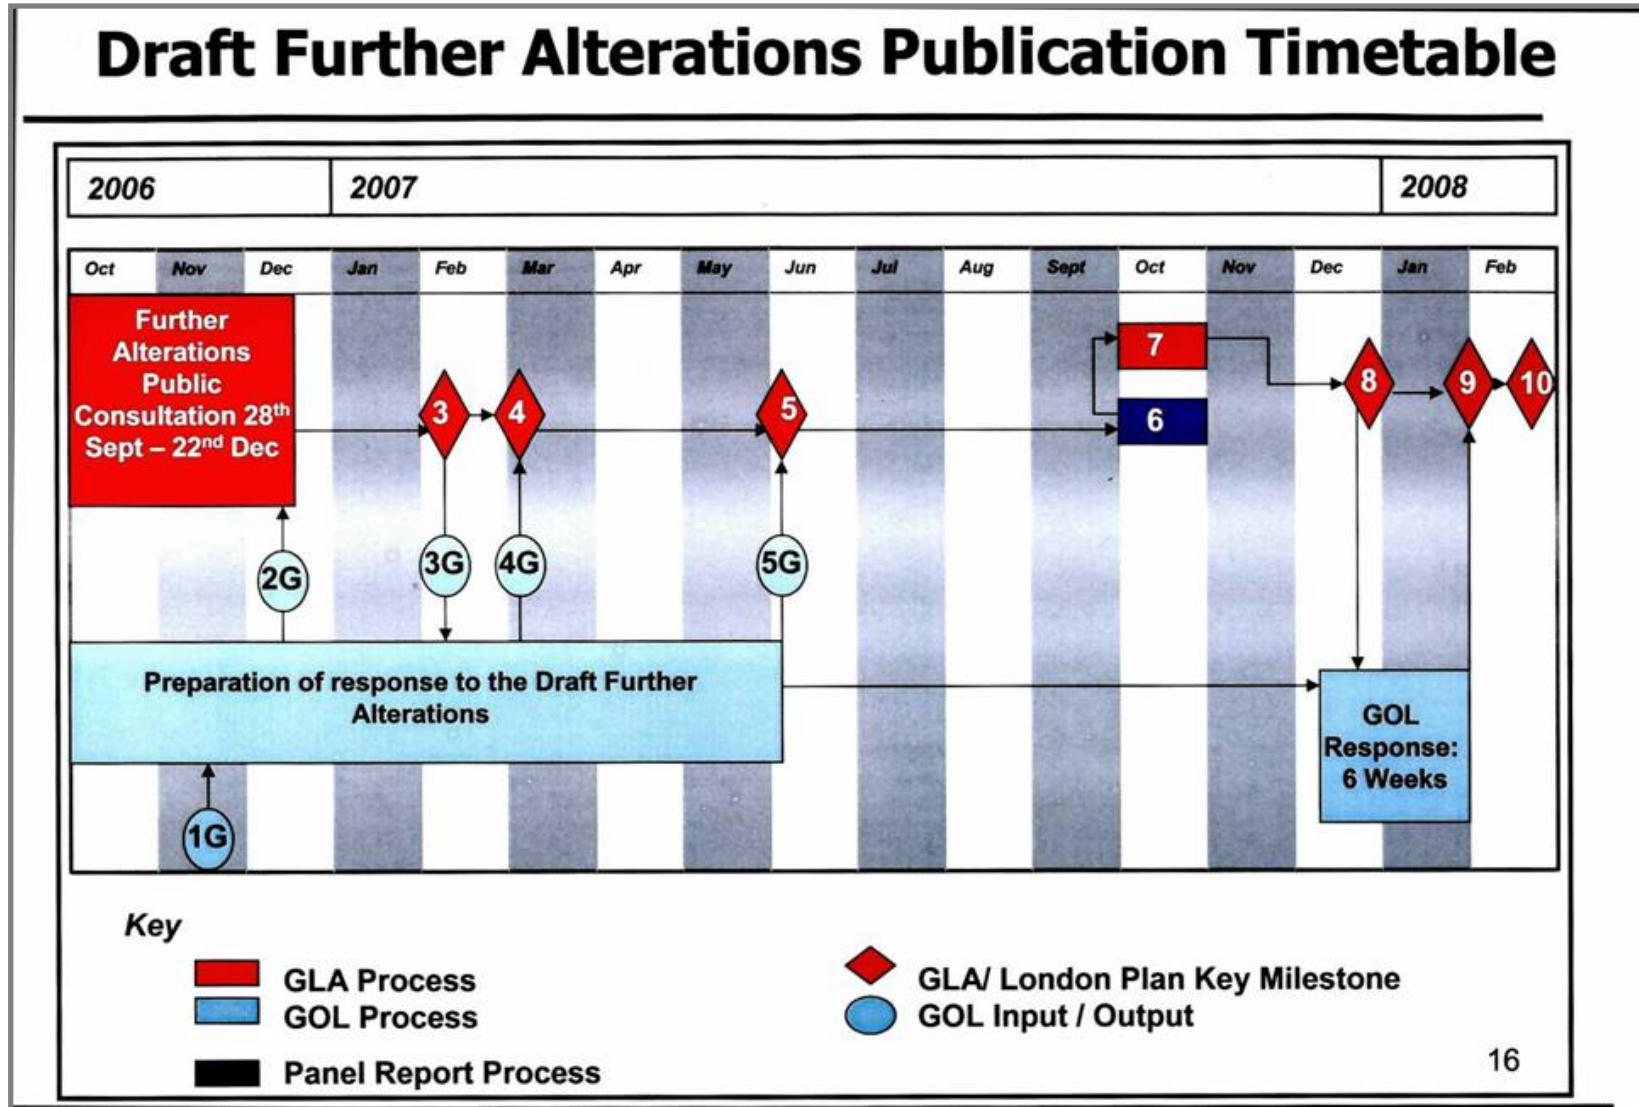 Draft Further Alterations Publication Timetable
2006 2007 2008
Oct Nov Dec Jan Feb Mar Apr May Jun Jul Aug Sept Oct Nov Dec Jan Feb
Further
Alterations
Public
Consultation 28th
Sept – 22nd Dec
3 4 5 7 6 8 9 10
2G 3G 4G 5G
Preparation of response to the Draft Further
Alterations
GOL
Response:
6 Weeks
1G
Key
GLA Process
GOL Process
Panel Report Process
GLA/ London Plan Key Milestone
GOL Input / Output
16